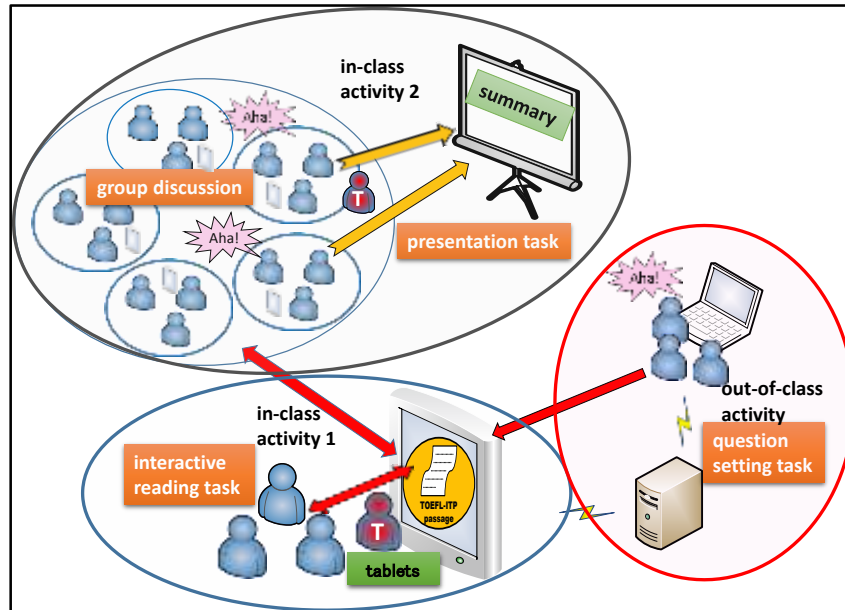 in-class
activity 2
summary
Aha!
group discussion
T
Aha!
presentation task
Aha!
out-of-class
activity
question
setting task
in-class
activity 1
interactive
reading task
TOEFL-ITP
passage
T
tablets